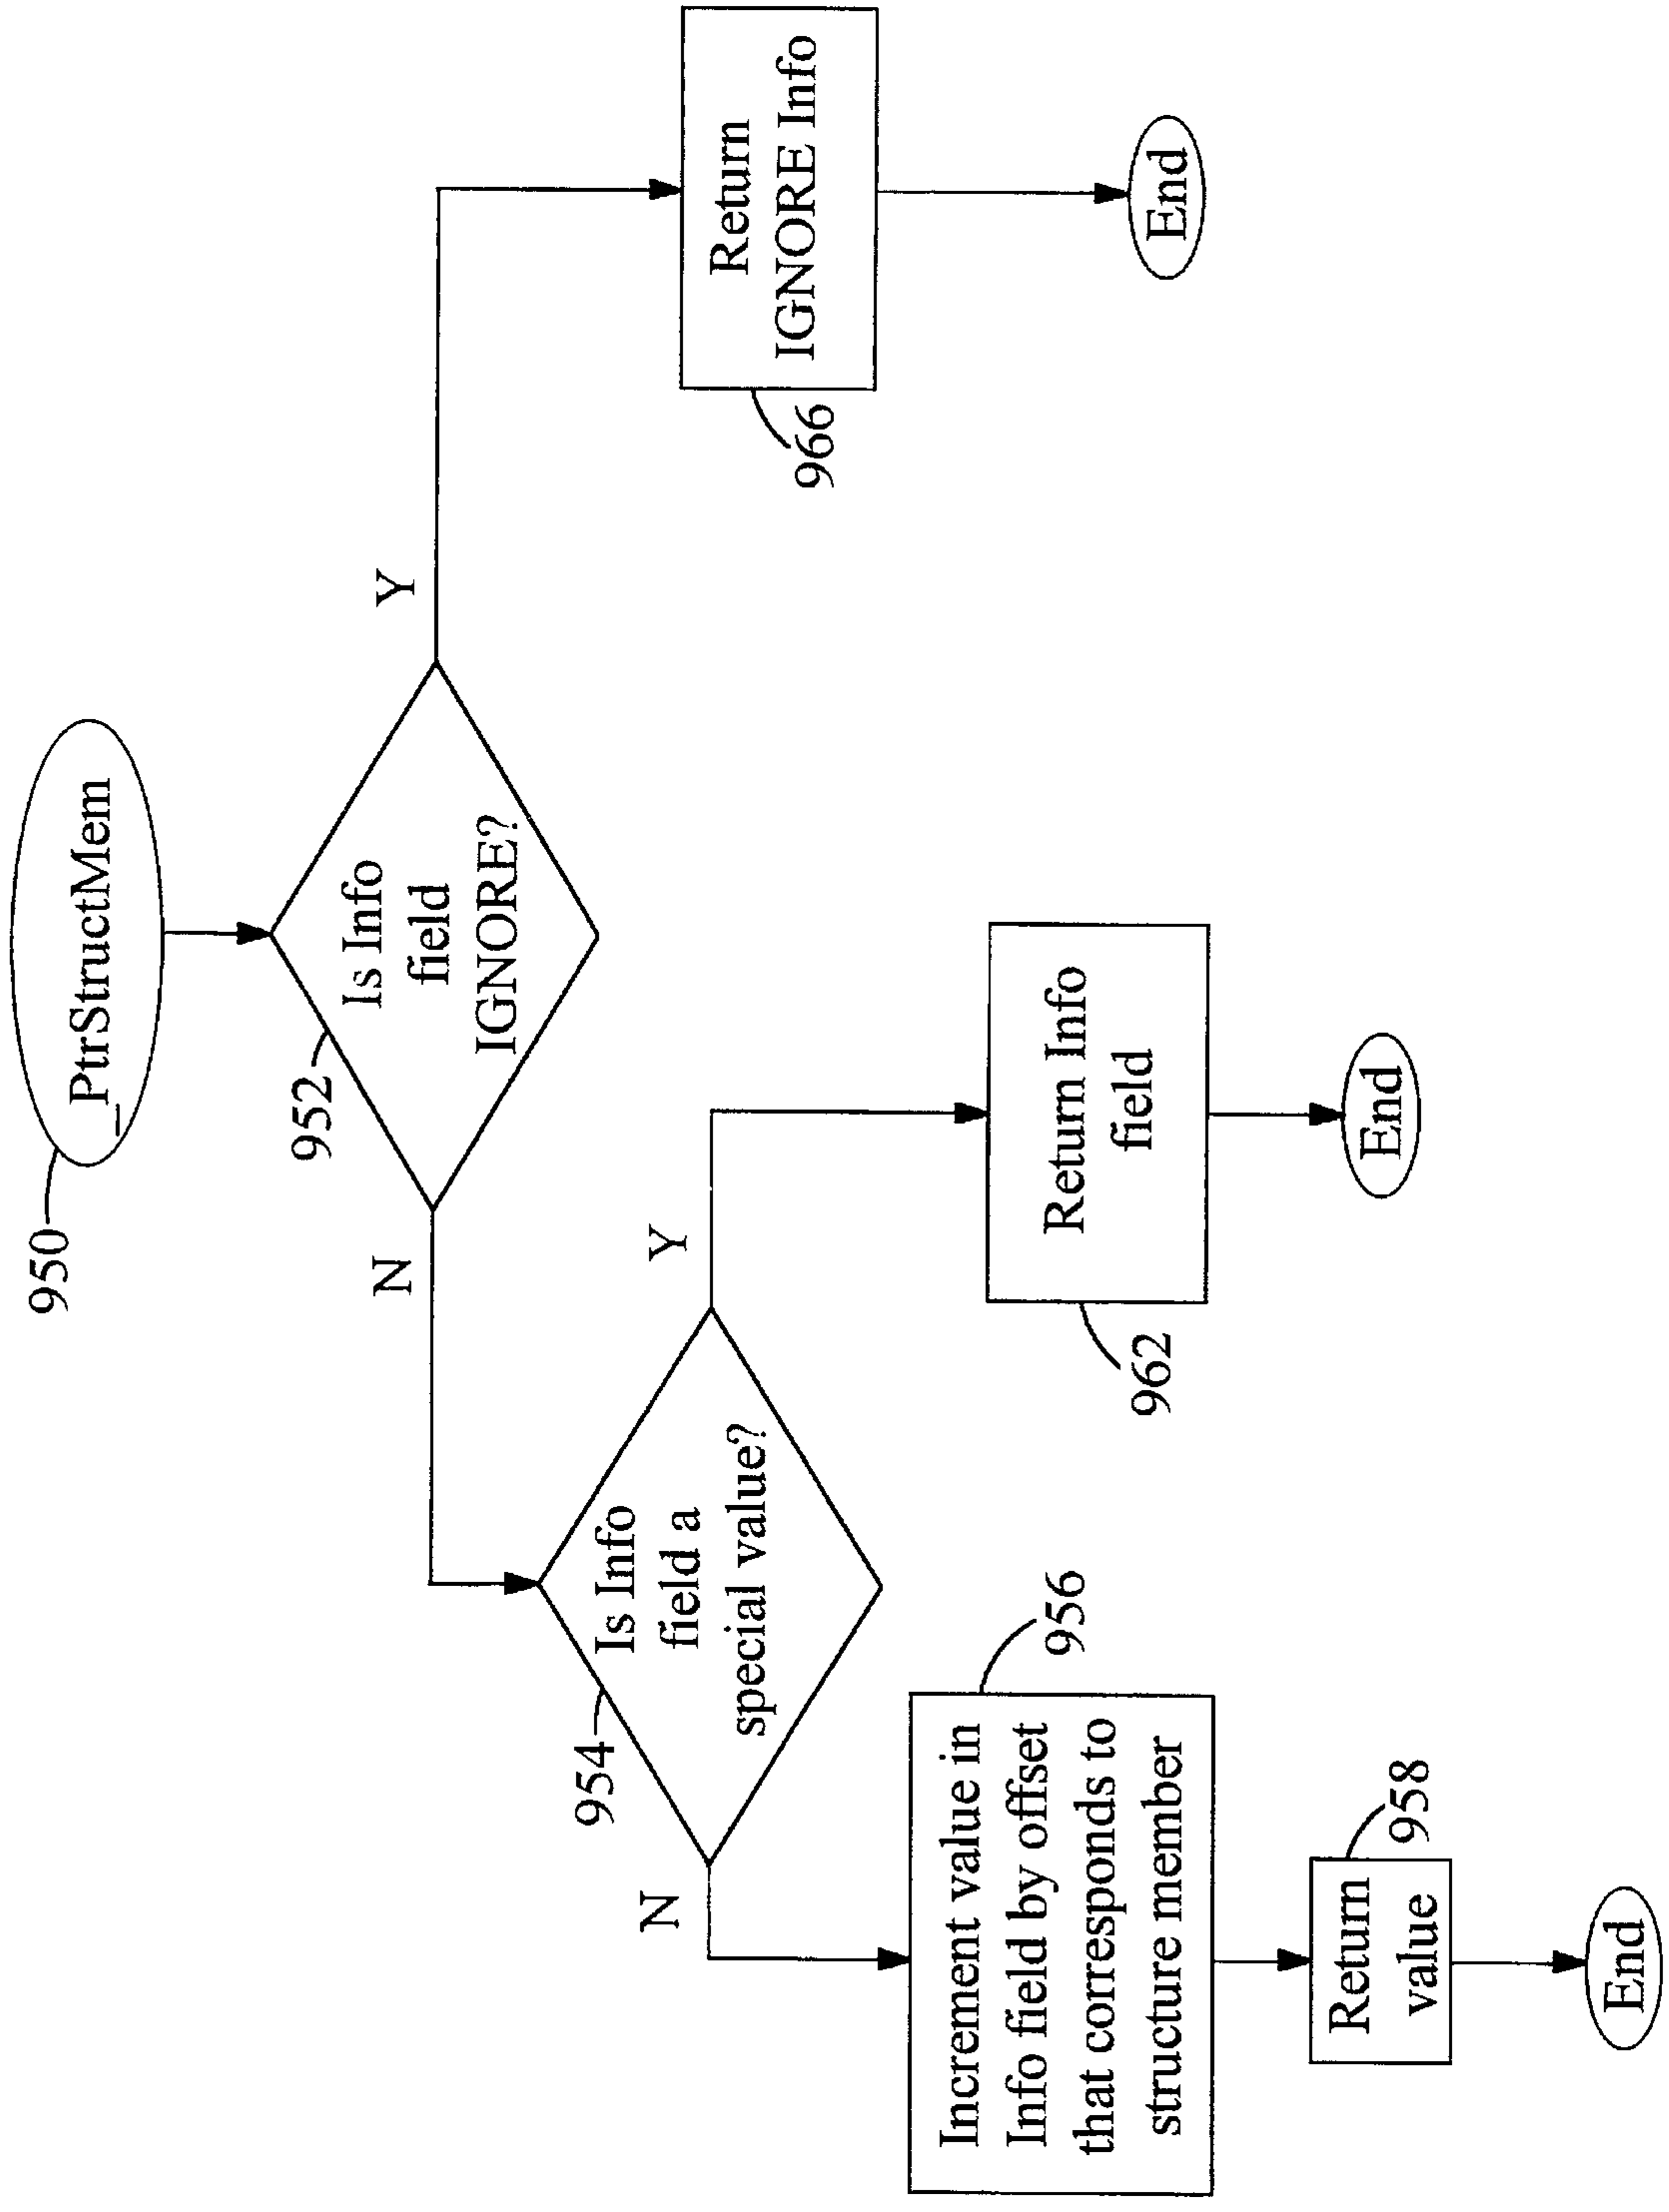 950
_PtrStructMem
952
Is Info
field
IGNORE?
N
Y
954
Is Info
field a
special value?
N
Y
Return
IGNORE Info
966
End
956
Increment value in
Info field by offset
that corresponds to
structure member
Return Info
field
962
End
958
Return
value
End